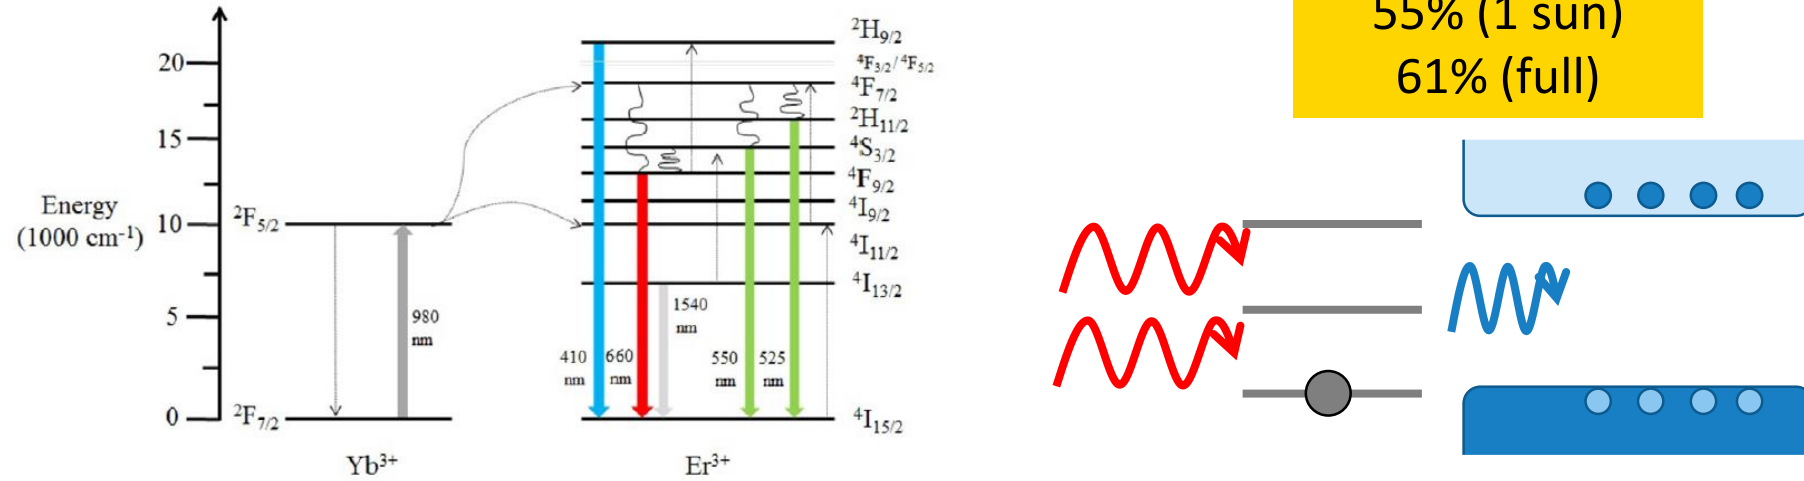 55% (1 sun)
61% (full)
Energy
(1000 cm⁻¹)
20
15
10
5
0
²F₅/₂
²F₇/₂
980
nm
Yb³⁺
²H₉/₂
⁴F₃/₂/⁴F₅/₂
⁴F₇/₂
²H₁₁/₂
⁴S₃/₂
⁴F₉/₂
⁴I₉/₂
⁴I₁₁/₂
⁴I₁₃/₂
⁴I₁₅/₂
1540
nm
410
nm
660
nm
550
nm
525
nm
Er³⁺